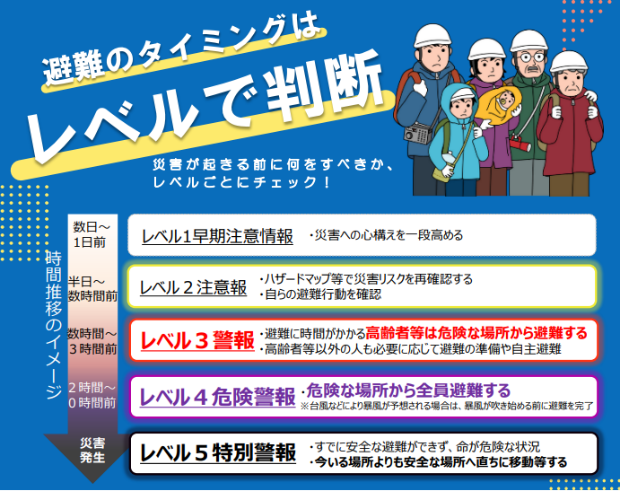 避難のタイミングは
レベルで判断
災害が起きる前に何をすべきか、
レベルごとにチェック！
時間推移のイメージ
数日～
1日前
レベル1早期注意情報
・災害への心構えを一段高める
半日～
数時間前
レベル２注意報
・ハザードマップ等で災害リスクを再確認する
・自らの避難行動を確認
数時間～
３時間前
レベル３警報
・避難に時間がかかる高齢者等は危険な場所から避難する
・高齢者等以外の人も必要に応じて避難の準備や自主避難
２時間～
０時間前
レベル４危険警報
・危険な場所から全員避難する
※台風などにより暴風が予想される場合は、暴風が吹き始める前に避難を完了
災害
発生
レベル５特別警報
・すでに安全な避難ができず、命が危険な状況
・今いる場所よりも安全な場所へ直ちに移動等する